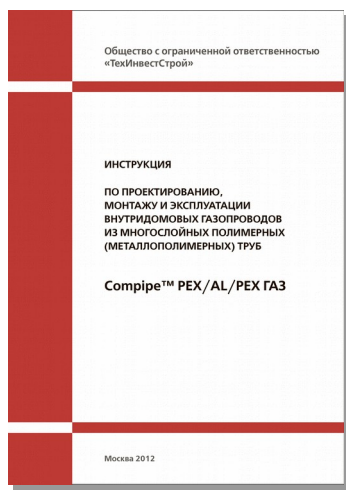 Общество с ограниченной ответственностью
«ТехИнвестСтрой»
ИНСТРУКЦИЯ
ПО ПРОЕКТИРОВАНИЮ,
МОНТАЖУ И ЭКСПЛУАТАЦИИ
ВНУТРИДОМОВЫХ ГАЗОПРОВОДОВ
ИЗ МНОГОСЛОЙНЫХ ПОЛИМЕРНЫХ
(МЕТАЛЛОПОЛИМЕРНЫХ) ТРУБ
Compipe™ PEX/AL/PEX ГАЗ
Москва 2012